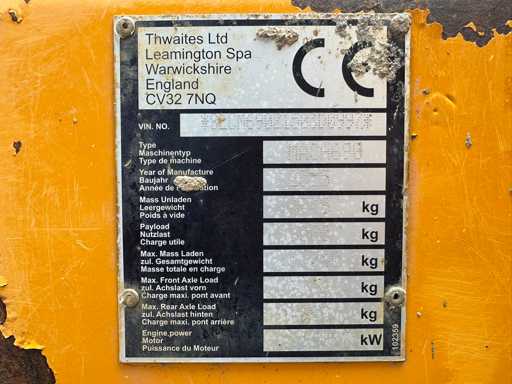 Thwaites Ltd
Leamington Spa
Warwickshire
England
CV32 7NQ
CE
VIN. NO.
Type
Maschinentyp
Type de machine
Year of Manufacture
Baujahr
Année de
Mass Unladen
Leergewicht kg
Poids à vide
Payload
Nutzlast kg
Charge utile
Max. Mass Laden
zul. Gesamtgewicht kg
Masse totale en charge
Max. Front Axle Load
zul. Achslast vorn kg
Charge maxi. pont avant
Max. Rear Axle Load
zul. Achslast hinten kg
Charge maxi. pont arrière
Engine power
Motor kW
Puissance du Moteur
102359